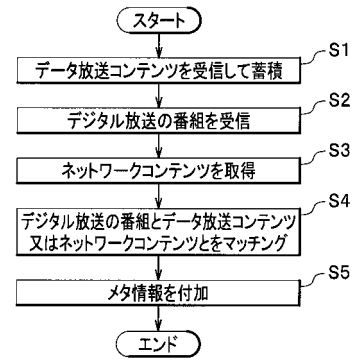 スタート
S1
データ放送コンテンツを受信して蓄積
S2
デジタル放送の番組を受信
S3
ネットワークコンテンツを取得
S4
デジタル放送の番組とデータ放送コンテンツ
又はネットワークコンテンツとをマッチング
S5
メタ情報を付加
エンド